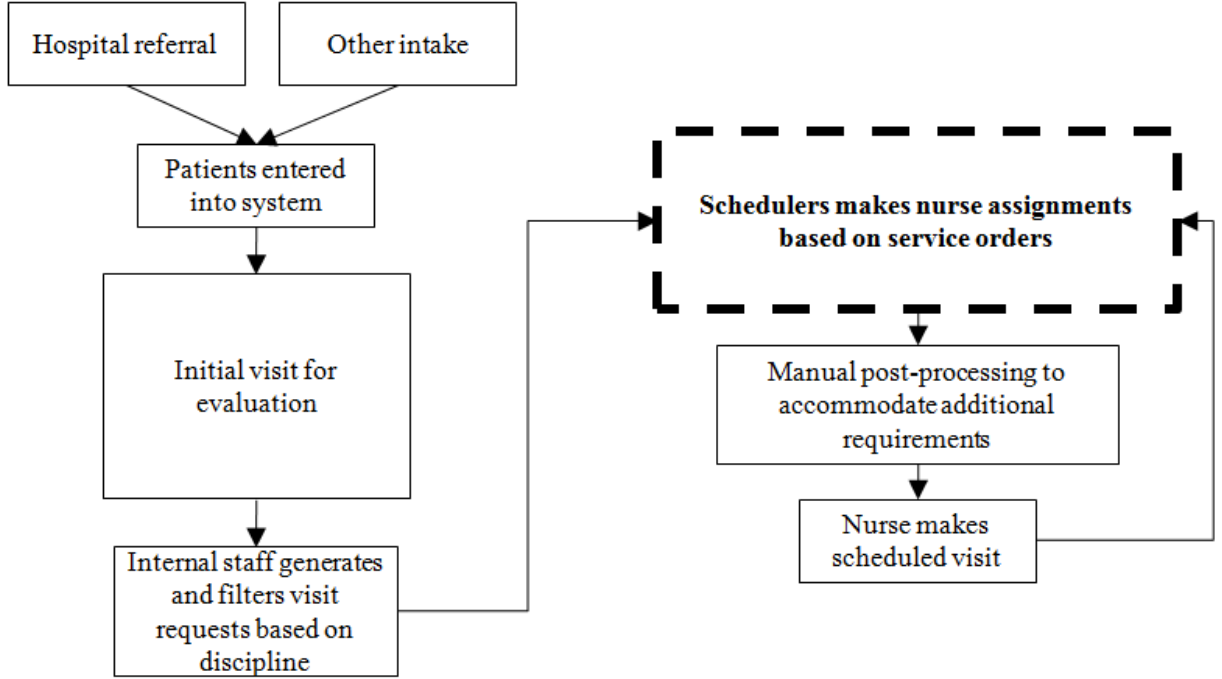 Hospital referral
Other intake
Patients entered
into system
Initial visit for
evaluation
Internal staff generates
and filters visit
requests based on
discipline
Schedulers makes nurse assignments
based on service orders
Manual post-processing to
accommodate additional
requirements
Nurse makes
scheduled visit